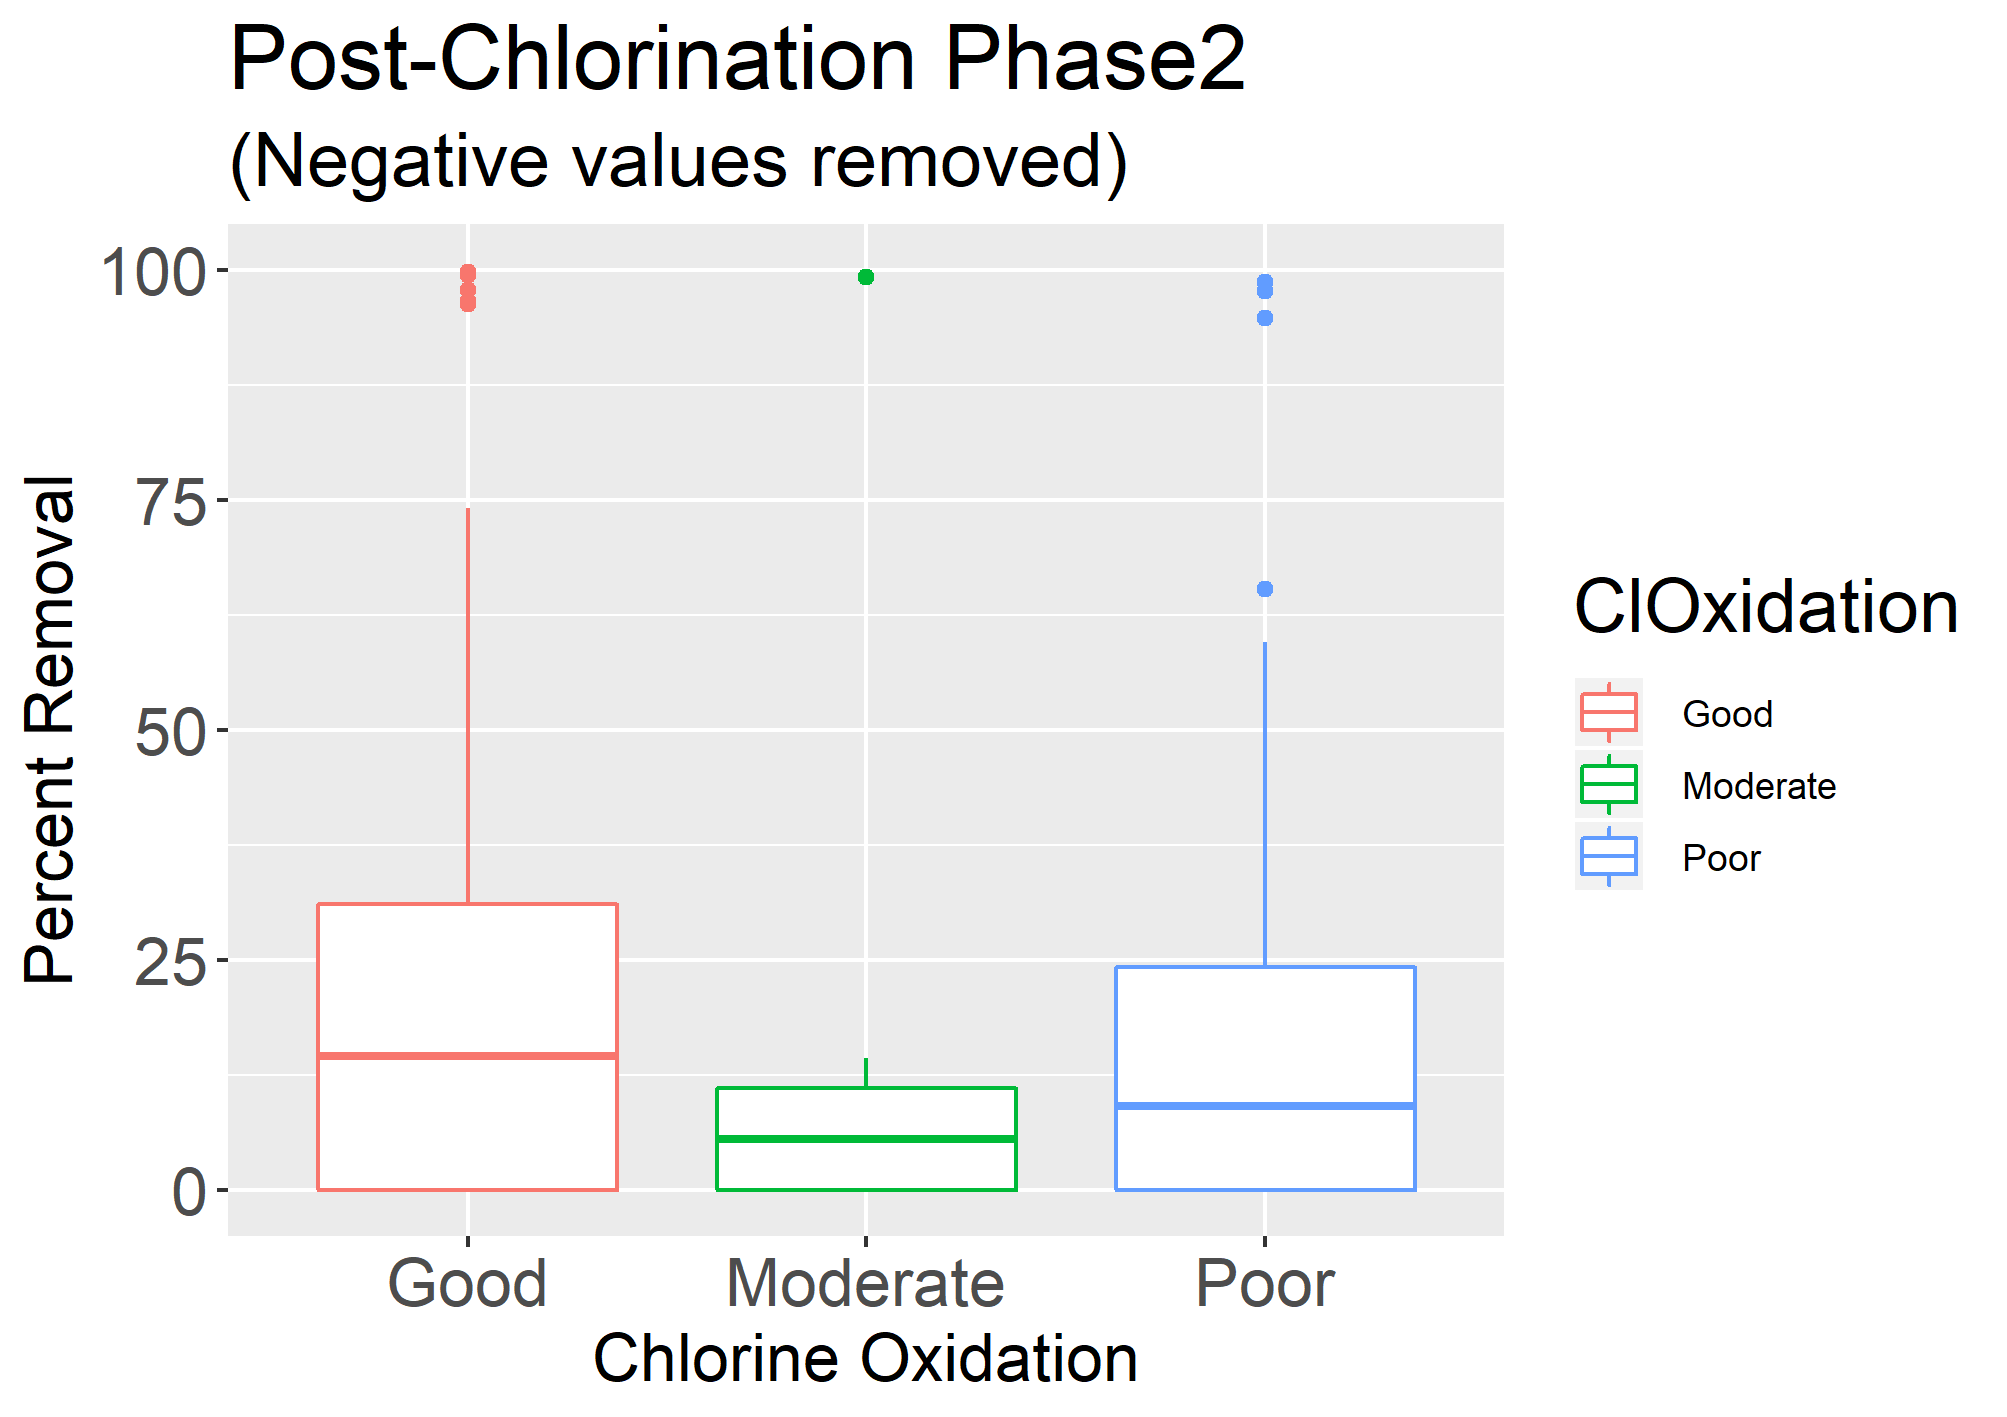 Post-Chlorination Phase2
(Negative values removed)
100
75
50
25
0
Percent Removal
Good
Moderate
Poor
Chlorine Oxidation
ClOxidation
Good
Moderate
Poor